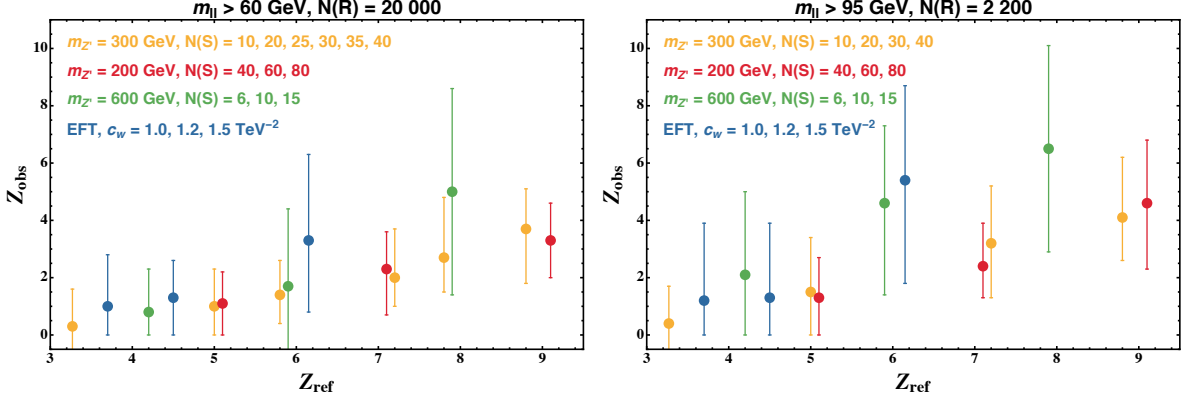 m_ll > 60 GeV, N(R) = 20 000
m_Z' = 300 GeV, N(S) = 10, 20, 25, 30, 35, 40
m_Z' = 200 GeV, N(S) = 40, 60, 80
m_Z' = 600 GeV, N(S) = 6, 10, 15
EFT, c_w = 1.0, 1.2, 1.5 TeV⁻²
Z_obs
10
8
6
4
2
0
3 4 5 6 7 8 9
Z_ref
m_ll > 95 GeV, N(R) = 2 200
m_Z' = 300 GeV, N(S) = 10, 20, 30, 40
m_Z' = 200 GeV, N(S) = 40, 60, 80
m_Z' = 600 GeV, N(S) = 6, 10, 15
EFT, c_w = 1.0, 1.2, 1.5 TeV⁻²
Z_obs
10
8
6
4
2
0
3 4 5 6 7 8 9
Z_ref